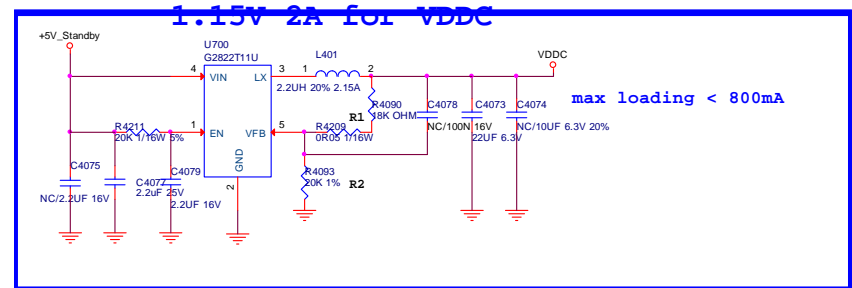 1.15V 2A for VDDC
+5V_Standby
U700
G2822T11U
L401
VDDC
4
VIN
LX
3
1
2
2.2UH 20% 2.15A
max loading < 800mA
R4090
18K OHM
R1
C4078
NC/100N 16V
C4073
22UF 6.3V
C4074
NC/10UF 6.3V 20%
R4211
20K 1/16W 5%
1
EN
VFB
5
R4209
0R05 1/16W
GND
2
C4075
NC/2.2UF 16V
C4077
2.2uF 25V
C4079
2.2UF 16V
R4093
20K 1%
R2